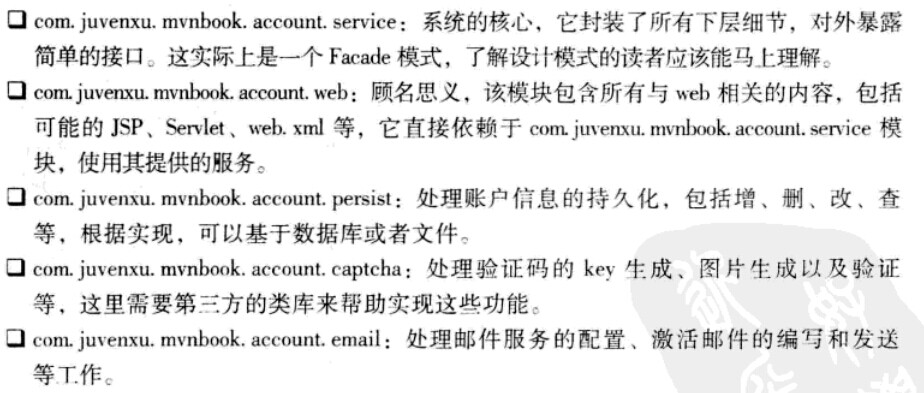 ❑ com. juvenxu. mvnbook. account. service：系统的核心，它封装了所有下层细节，对外暴露
简单的接口。这实际上是一个 Facade 模式，了解设计模式的读者应该能马上理解。
❑ com. juvenxu. mvnbook. account. web：顾名思义，该模块包含所有与 web 相关的内容，包括
可能的 JSP、Servlet、web. xml 等，它直接依赖于 com. juvenxu. mvnbook. account. service 模
块，使用其提供的服务。
❑ com. juvenxu. mvnbook. account. persist：处理账户信息的持久化，包括增、删、改、查
等，根据实现，可以基于数据库或者文件。
❑ com. juvenxu. mvnbook. account. captcha：处理验证码的 key 生成、图片生成以及验证
等，这里需要第三方的类库来帮助实现这些功能。
❑ com. juvenxu. mvnbook. account. email：处理邮件服务的配置、激活邮件的编写和发送
等工作。